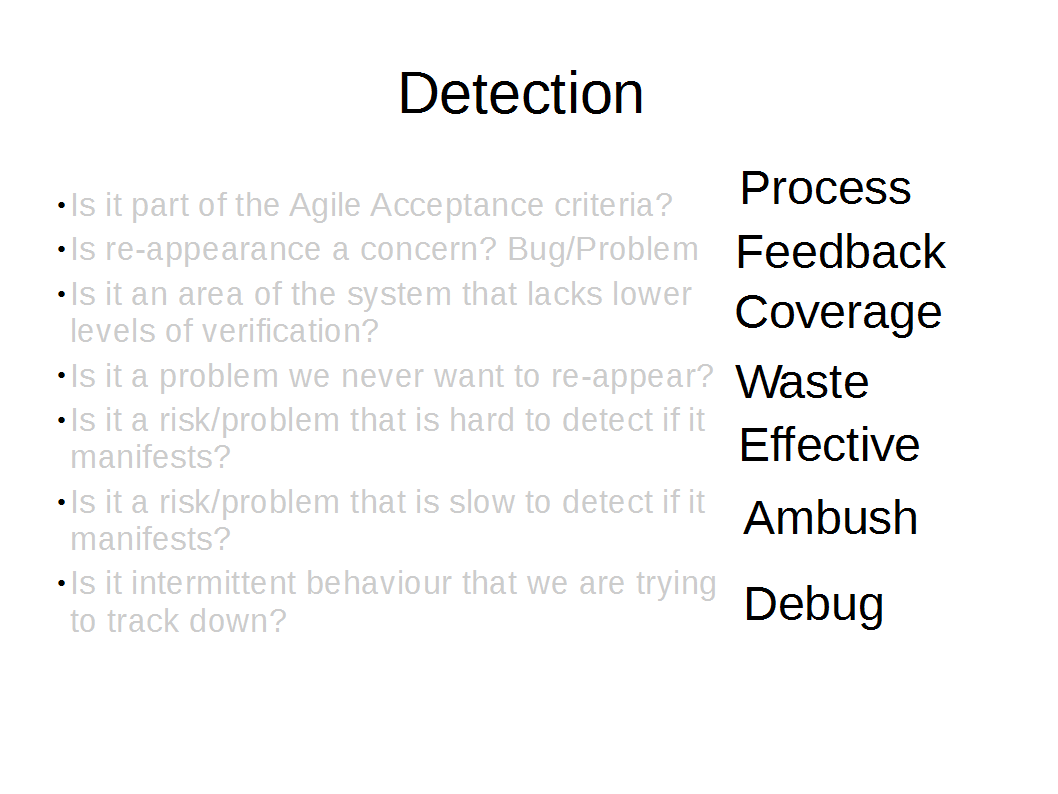 Detection
• Is it part of the Agile Acceptance criteria?
Process
• Is re-appearance a concern? Bug/Problem
Feedback
• Is it an area of the system that lacks lower
levels of verification?
Coverage
• Is it a problem we never want to re-appear?
Waste
• Is it a risk/problem that is hard to detect if it
manifests?
Effective
• Is it a risk/problem that is slow to detect if it
manifests?
Ambush
• Is it intermittent behaviour that we are trying
to track down?
Debug